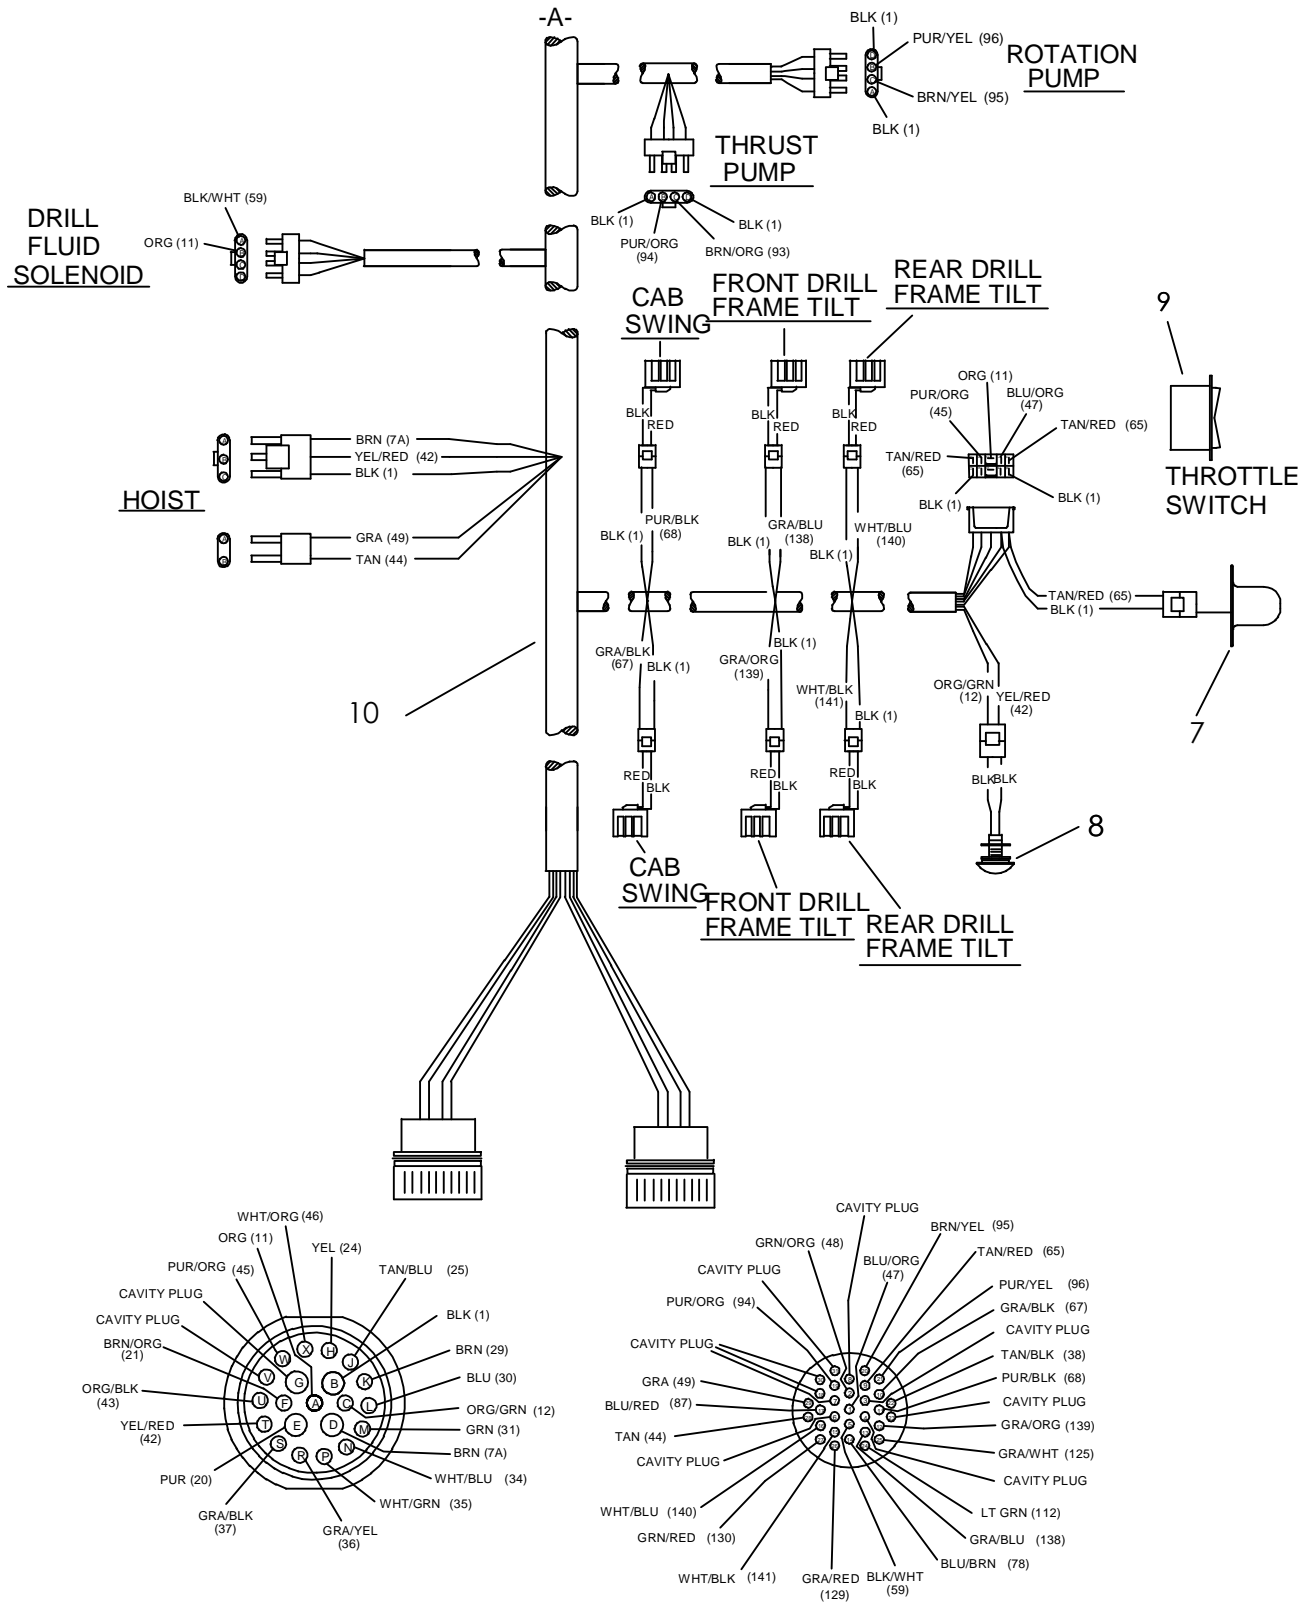 -A-
BLK (1)
PUR/YEL (96)
ROTATION
PUMP
BRN/YEL (95)
BLK (1)
THRUST
PUMP
BLK/WHT (59)
DRILL
FLUID
SOLENOID
ORG (11)
BLK (1)
PUR/ORG
(94)
BRN/ORG (93)
BLK (1)
CAB
SWING
FRONT DRILL
FRAME TILT
REAR DRILL
FRAME TILT
9
BLK
RED
BLK
RED
BLK
RED
ORG (11)
PUR/ORG
(45)
BLU/ORG
(47)
TAN/RED (65)
TAN/RED
(65)
BLK (1)
BLK (1)
THROTTLE
SWITCH
BRN (7A)
YEL/RED (42)
BLK (1)
HOIST
GRA (49)
TAN (44)
PUR/BLK
(68)
BLK (1)
GRA/BLU
(138)
BLK (1)
WHT/BLU
(140)
BLK (1)
TAN/RED (65)
BLK (1)
GRA/BLK
(67)
BLK (1)
GRA/ORG
(139)
BLK (1)
WHT/BLK
(141)
BLK (1)
ORG/GRN
(12)
YEL/RED
(42)
10
7
RED
BLK
RED
BLK
RED
BLK
BLK
BLK
8
CAB
SWING
FRONT DRILL
FRAME TILT
REAR DRILL
FRAME TILT
WHT/ORG (46)
ORG (11)
YEL (24)
PUR/ORG (45)
TAN/BLU (25)
CAVITY PLUG
BLK (1)
CAVITY PLUG
BRN/ORG
(21)
BRN (29)
ORG/BLK
(43)
BLU (30)
ORG/GRN (12)
YEL/RED
(42)
GRN (31)
BRN (7A)
PUR (20)
WHT/BLU (34)
GRA/BLK
(37)
WHT/GRN (35)
GRA/YEL
(36)
X
H
W
J
V
G
B
K
U
F
A
C
L
T
E
D
M
S
R
P
N
CAVITY PLUG
BRN/YEL (95)
GRN/ORG (48)
BLU/ORG
(47)
TAN/RED (65)
CAVITY PLUG
PUR/YEL (96)
PUR/ORG (94)
GRA/BLK (67)
CAVITY PLUG
CAVITY PLUG
TAN/BLK (38)
GRA (49)
PUR/BLK (68)
BLU/RED (87)
CAVITY PLUG
TAN (44)
GRA/ORG (139)
CAVITY PLUG
GRA/WHT (125)
CAVITY PLUG
WHT/BLU (140)
LT GRN (112)
GRN/RED (130)
GRA/BLU (138)
BLU/BRN (78)
WHT/BLK (141)
GRA/RED
(129)
BLK/WHT
(59)